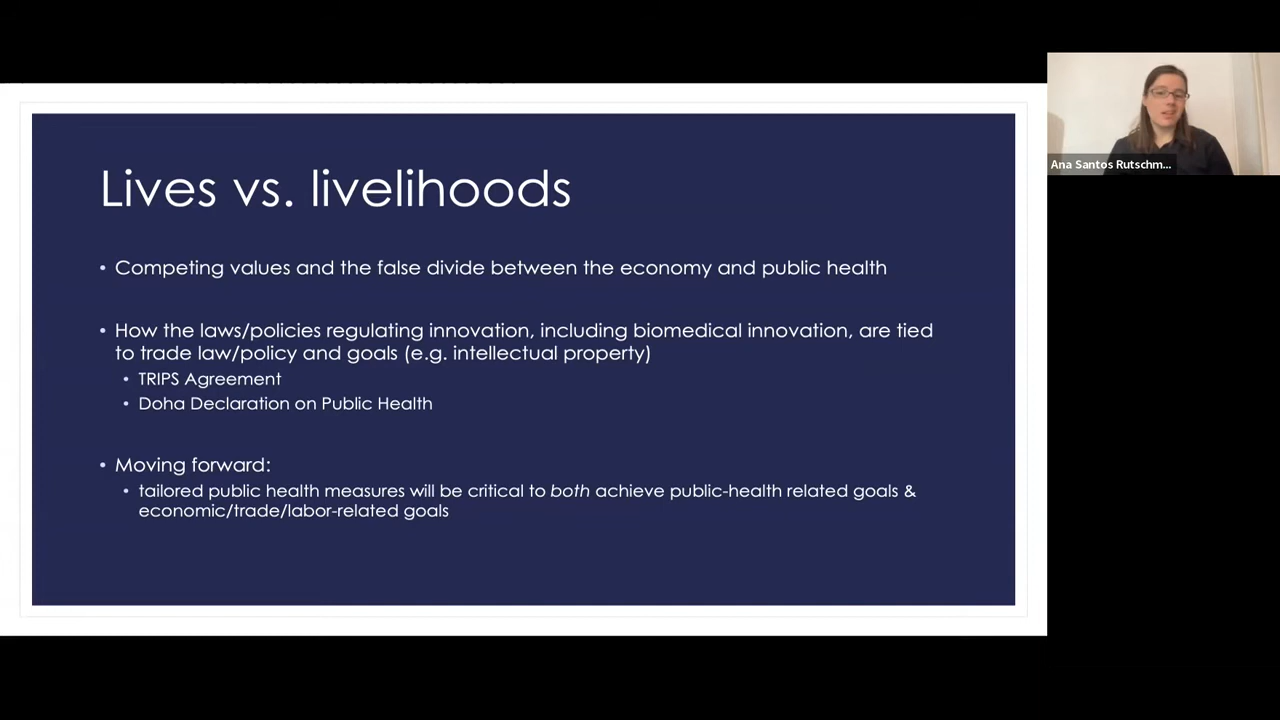 Lives vs. livelihoods
• Competing values and the false divide between the economy and public health
• How the laws/policies regulating innovation, including biomedical innovation, are tied
to trade law/policy and goals (e.g. intellectual property)
• TRIPS Agreement
• Doha Declaration on Public Health
• Moving forward:
• tailored public health measures will be critical to both achieve public-health related goals &
economic/trade/labor-related goals
Ana Santos Rutschm...